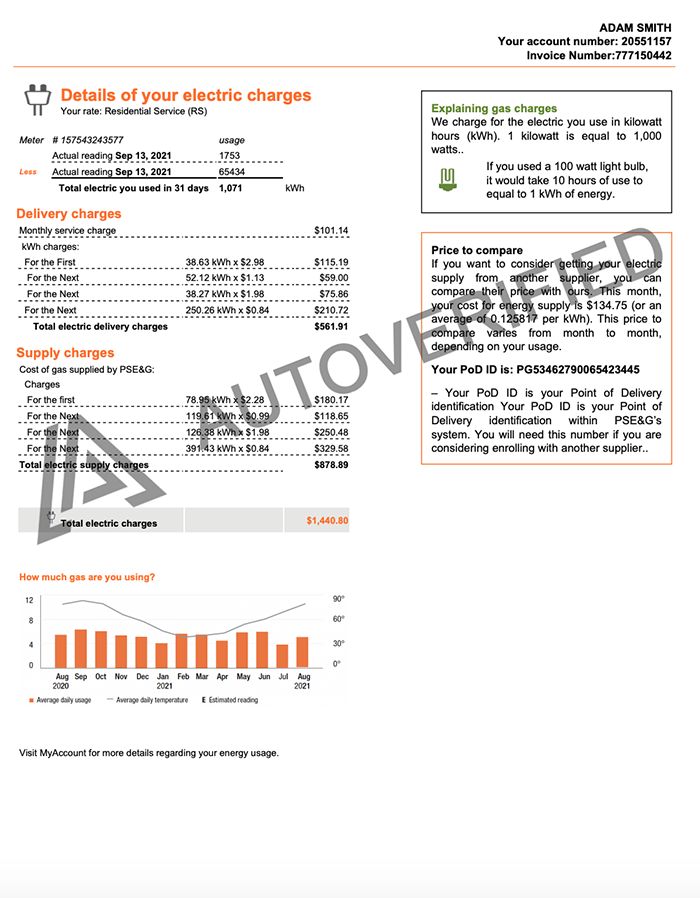 ADAM SMITH
Your account number: 20551157
Invoice Number:777150442
Details of your electric charges
Your rate: Residential Service (RS)
Meter # 157543243577 usage
Actual reading Sep 13, 2021 1753
Less Actual reading Sep 13, 2021 65434
Total electric you used in 31 days 1,071 kWh
Delivery charges
Monthly service charge $101.14
kWh charges:
For the First 38.63 kWh x $2.98 $115.19
For the Next 52.12 kWh x $1.13 $59.00
For the Next 38.27 kWh x $1.98 $75.86
For the Next 250.26 kWh x $0.84 $210.72
Total electric delivery charges $561.91
Supply charges
Cost of gas supplied by PSE&G:
Charges
For the first 78.95 kWh x $2.28 $180.17
For the Next 119.61 kWh x $0.99 $118.65
For the Next 126.38 kWh x $1.98 $250.48
For the Next 391.43 kWh x $0.84 $329.58
Total electric supply charges $878.89
Total electric charges $1,440.80
Explaining gas charges
We charge for the electric you use in kilowatt
hours (kWh). 1 kilowatt is equal to 1,000
watts..
If you used a 100 watt light bulb,
it would take 10 hours of use to
equal to 1 kWh of energy.
Price to compare
If you want to consider getting your electric
supply from another supplier, you can
compare their price with ours. This month,
your cost for energy supply is $134.75 (or an
average of 0.125817 per kWh). This price to
compare varies from month to month,
depending on your usage.
Your PoD ID is: PG53462790065423445
– Your PoD ID is your Point of Delivery
identification Your PoD ID is your Point of
Delivery identification within PSE&G's
system. You will need this number if you are
considering enrolling with another supplier..
AUTOVERIFIED
How much gas are you using?
12 90°
8 60°
4 30°
0 0°
Aug Sep Oct Nov Dec Jan Feb Mar Apr May Jun Jul Aug
2020 2021 2021
Average daily usage Average daily temperature E Estimated reading
Visit MyAccount for more details regarding your energy usage.